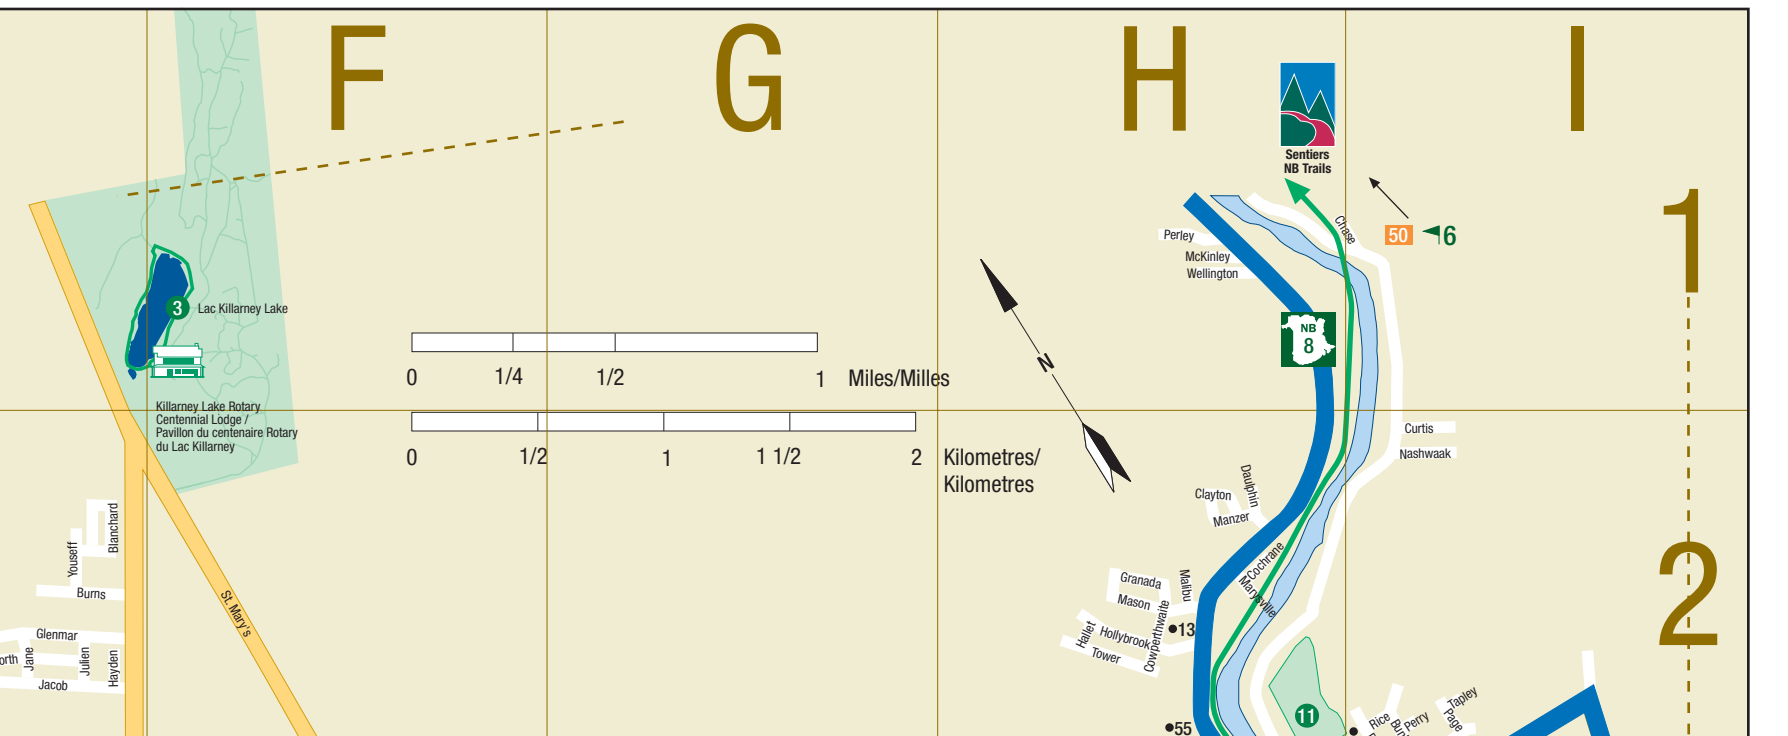 F
G
H
I
Sentiers
NB Trails
1
Chase
50
6
Perley
McKinley
Wellington
3
Lac Killarney Lake
NB
8
N
0
1/4
1/2
1
Miles/Milles
Killarney Lake Rotary
Centennial Lodge /
Pavillon du centenaire Rotary
du Lac Killarney
0
1/2
1
1 1/2
2
Kilometres/
Kilometres
Curtis
Nashwaak
Daulphin
Clayton
Manzer
Blanchard
Youseff
Burns
St. Mary's
Cochrane
Marysville
Granada
Malibu
Mason
Cowperthwaite
Hallet
Hollybrook
Tower
13
2
Glenmar
orth
Jane
Julien
Hayden
Jacob
11
55
Rice
Perry
Tapley
Page